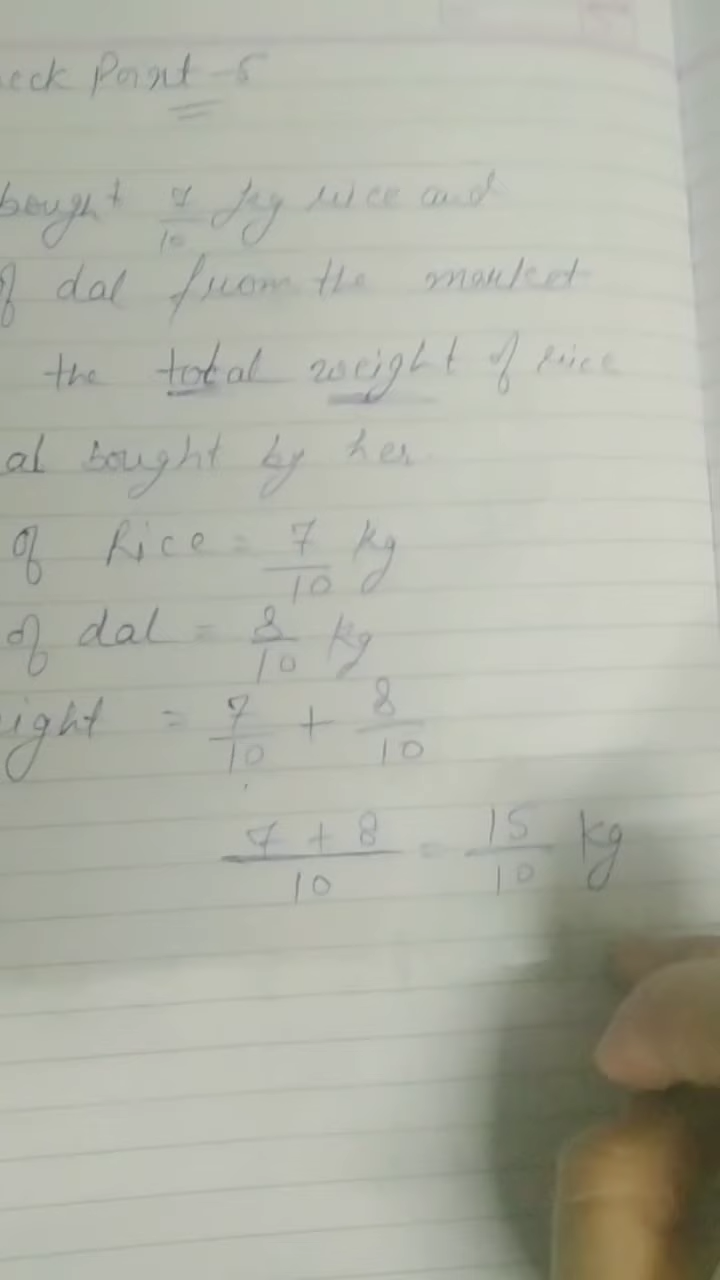 eck Point -5
bought 7/10 kg rice and
of dal from the market
the total weight of rice
al bought by her
of Rice = 7/10 kg
of dal = 8/10 kg
ight = 7/10 + 8/10
7 + 8/10 = 15/10 kg